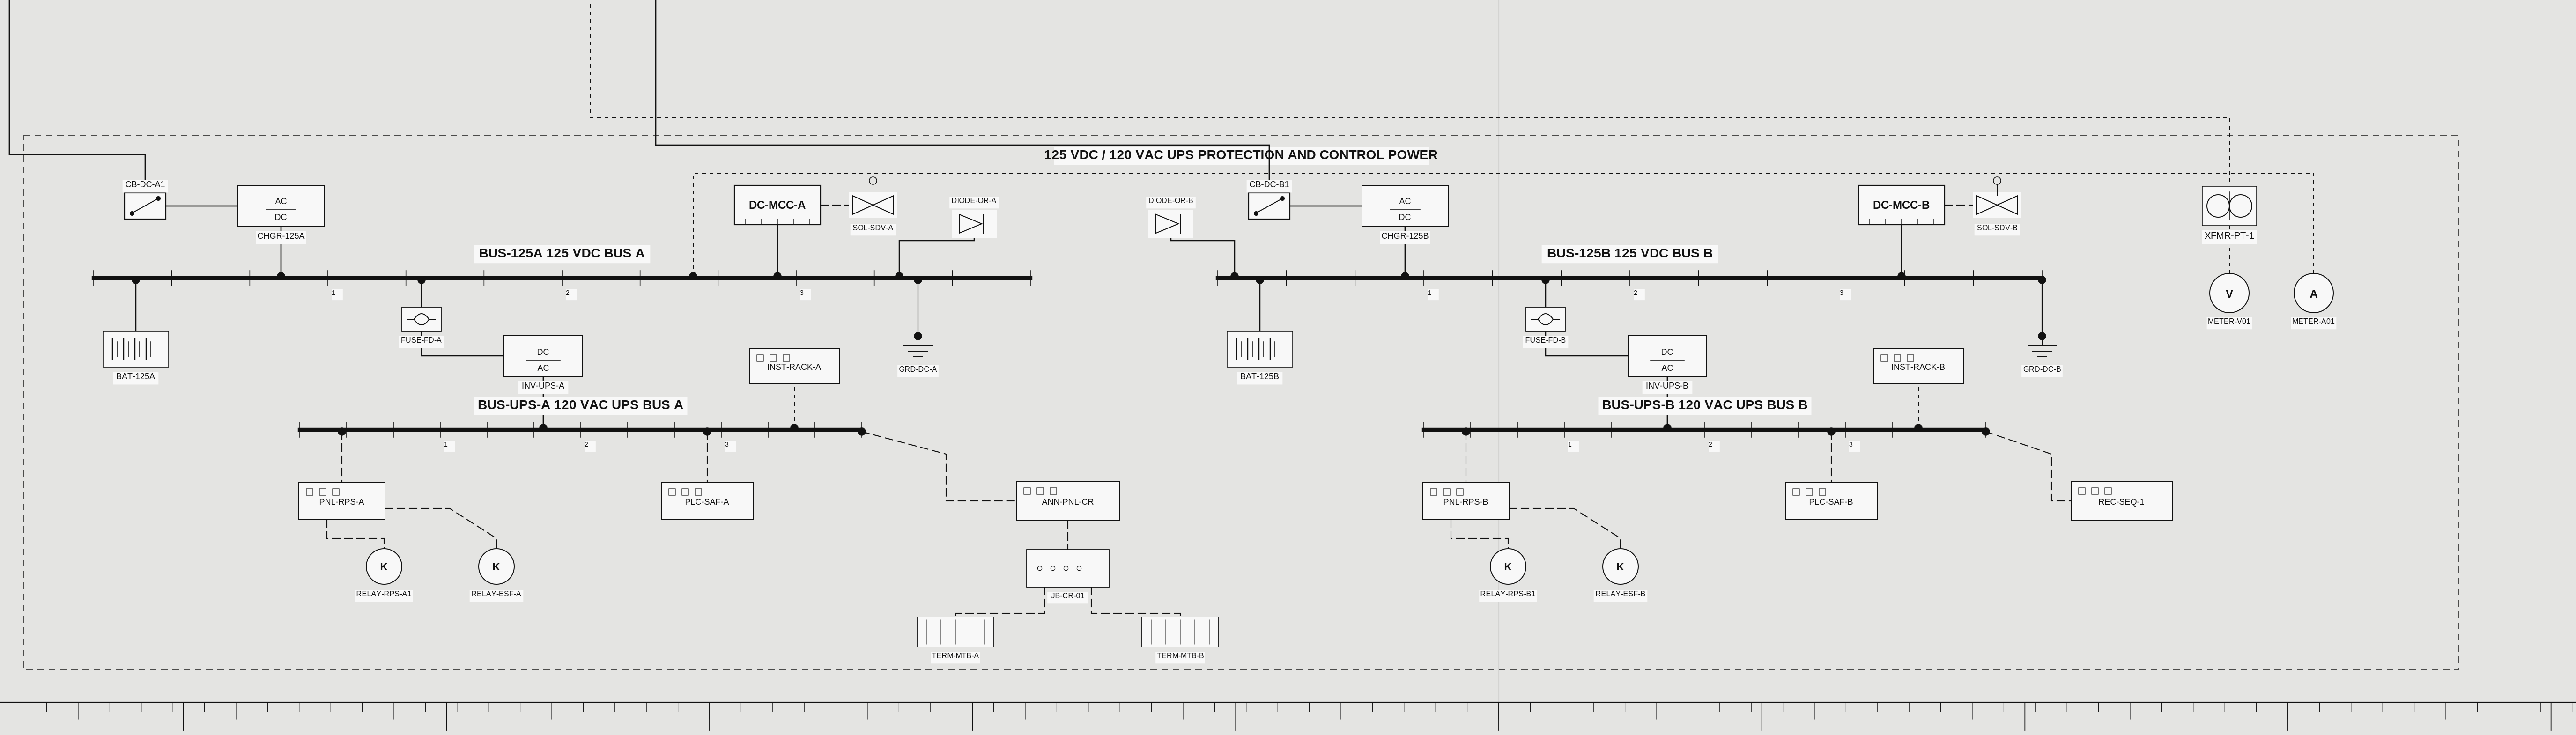 125 VDC / 120 VAC UPS PROTECTION AND CONTROL POWER
CB-DC-A1
AC
DC
CHGR-125A
DC-MCC-A
SOL-SDV-A
DIODE-OR-A
DIODE-OR-B
CB-DC-B1
AC
DC
CHGR-125B
DC-MCC-B
SOL-SDV-B
XFMR-PT-1
BUS-125A 125 VDC BUS A
BUS-125B 125 VDC BUS B
1
2
3
1
2
3
V
METER-V01
A
METER-A01
BAT-125A
FUSE-FD-A
DC
AC
INV-UPS-A
INST-RACK-A
GRD-DC-A
BAT-125B
FUSE-FD-B
DC
AC
INV-UPS-B
INST-RACK-B
GRD-DC-B
BUS-UPS-A 120 VAC UPS BUS A
BUS-UPS-B 120 VAC UPS BUS B
1
2
3
1
2
3
PNL-RPS-A
PLC-SAF-A
ANN-PNL-CR
PNL-RPS-B
PLC-SAF-B
REC-SEQ-1
K
RELAY-RPS-A1
K
RELAY-ESF-A
JB-CR-01
K
RELAY-RPS-B1
K
RELAY-ESF-B
TERM-MTB-A
TERM-MTB-B